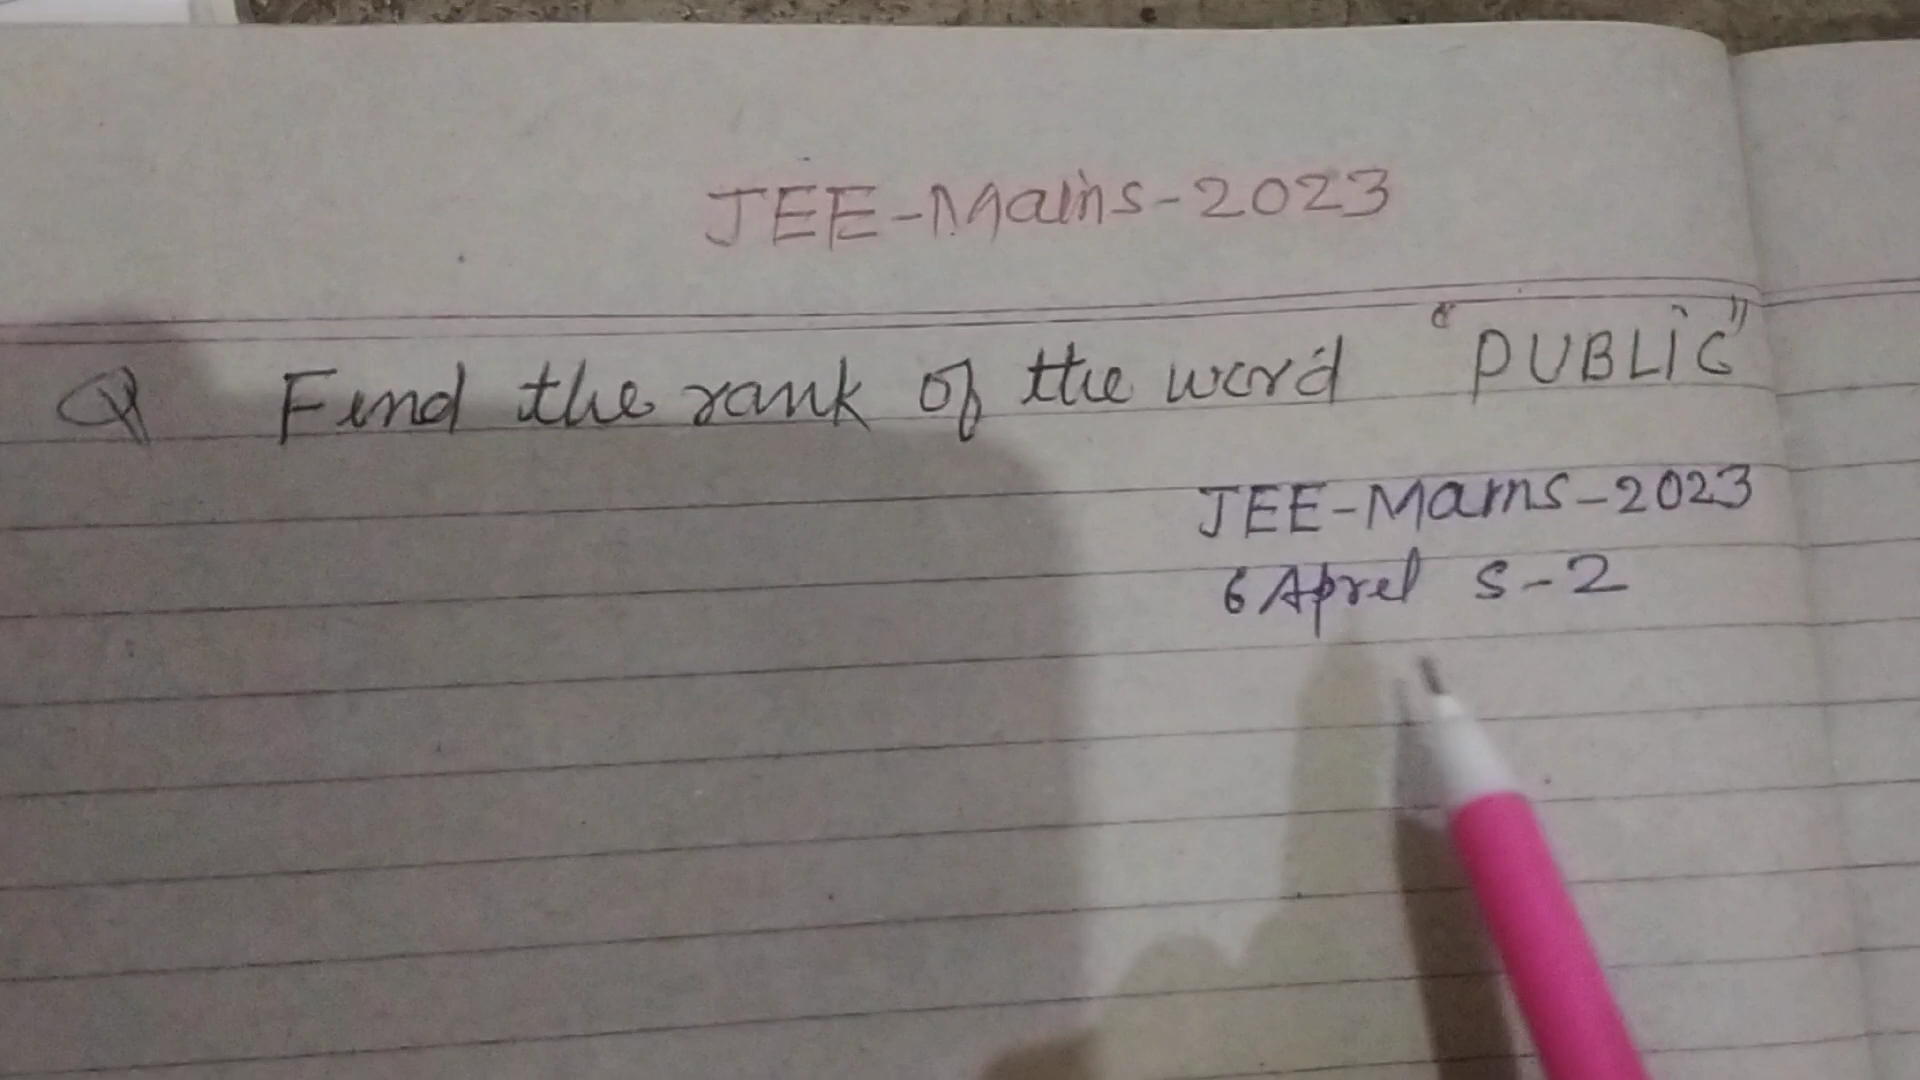 JEE-Mains-2023
Q Find the rank of the word "PUBLIC"
JEE-Mains-2023
6 April S-2